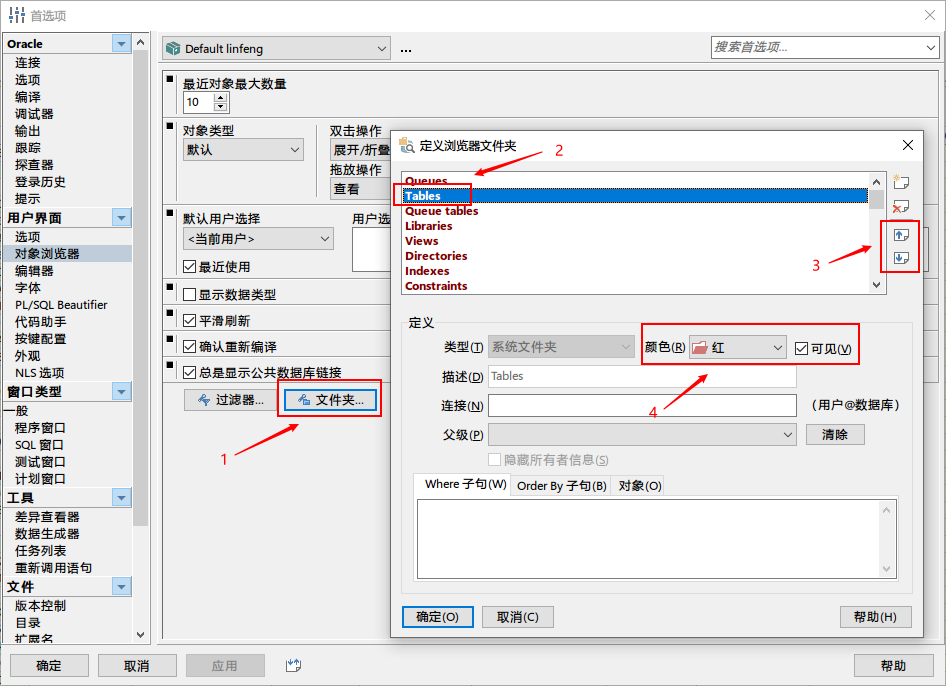 首选项
Oracle
连接
选项
编译
调试器
输出
跟踪
探查器
登录历史
提示
用户界面
选项
对象浏览器
编辑器
字体
PL/SQL Beautifier
代码助手
按键配置
外观
NLS 选项
窗口类型
一般
程序窗口
SQL 窗口
测试窗口
计划窗口
工具
差异查看器
数据生成器
任务列表
重新调用语句
文件
版本控制
目录
扩展名
Default linfeng
...
搜索首选项...
最近对象最大数量
10
对象类型
默认
双击操作
展开/折叠
拖放操作
查看
默认用户选择
<当前用户>
用户选
最近使用
显示数据类型
平滑刷新
确认重新编译
总是显示公共数据库链接
过滤器...
文件夹...
1
定义浏览器文件夹
2
Queues
Tables
Queue tables
Libraries
Views
Directories
Indexes
Constraints
3
定义
类型(T)
系统文件夹
颜色(R)
红
可见(V)
描述(D)
Tables
4
连接(N)
(用户@数据库)
父级(P)
清除
隐藏所有者信息(S)
Where 子句(W)
Order By 子句(B)
对象(O)
确定(O)
取消(C)
帮助(H)
确定
取消
应用
帮助